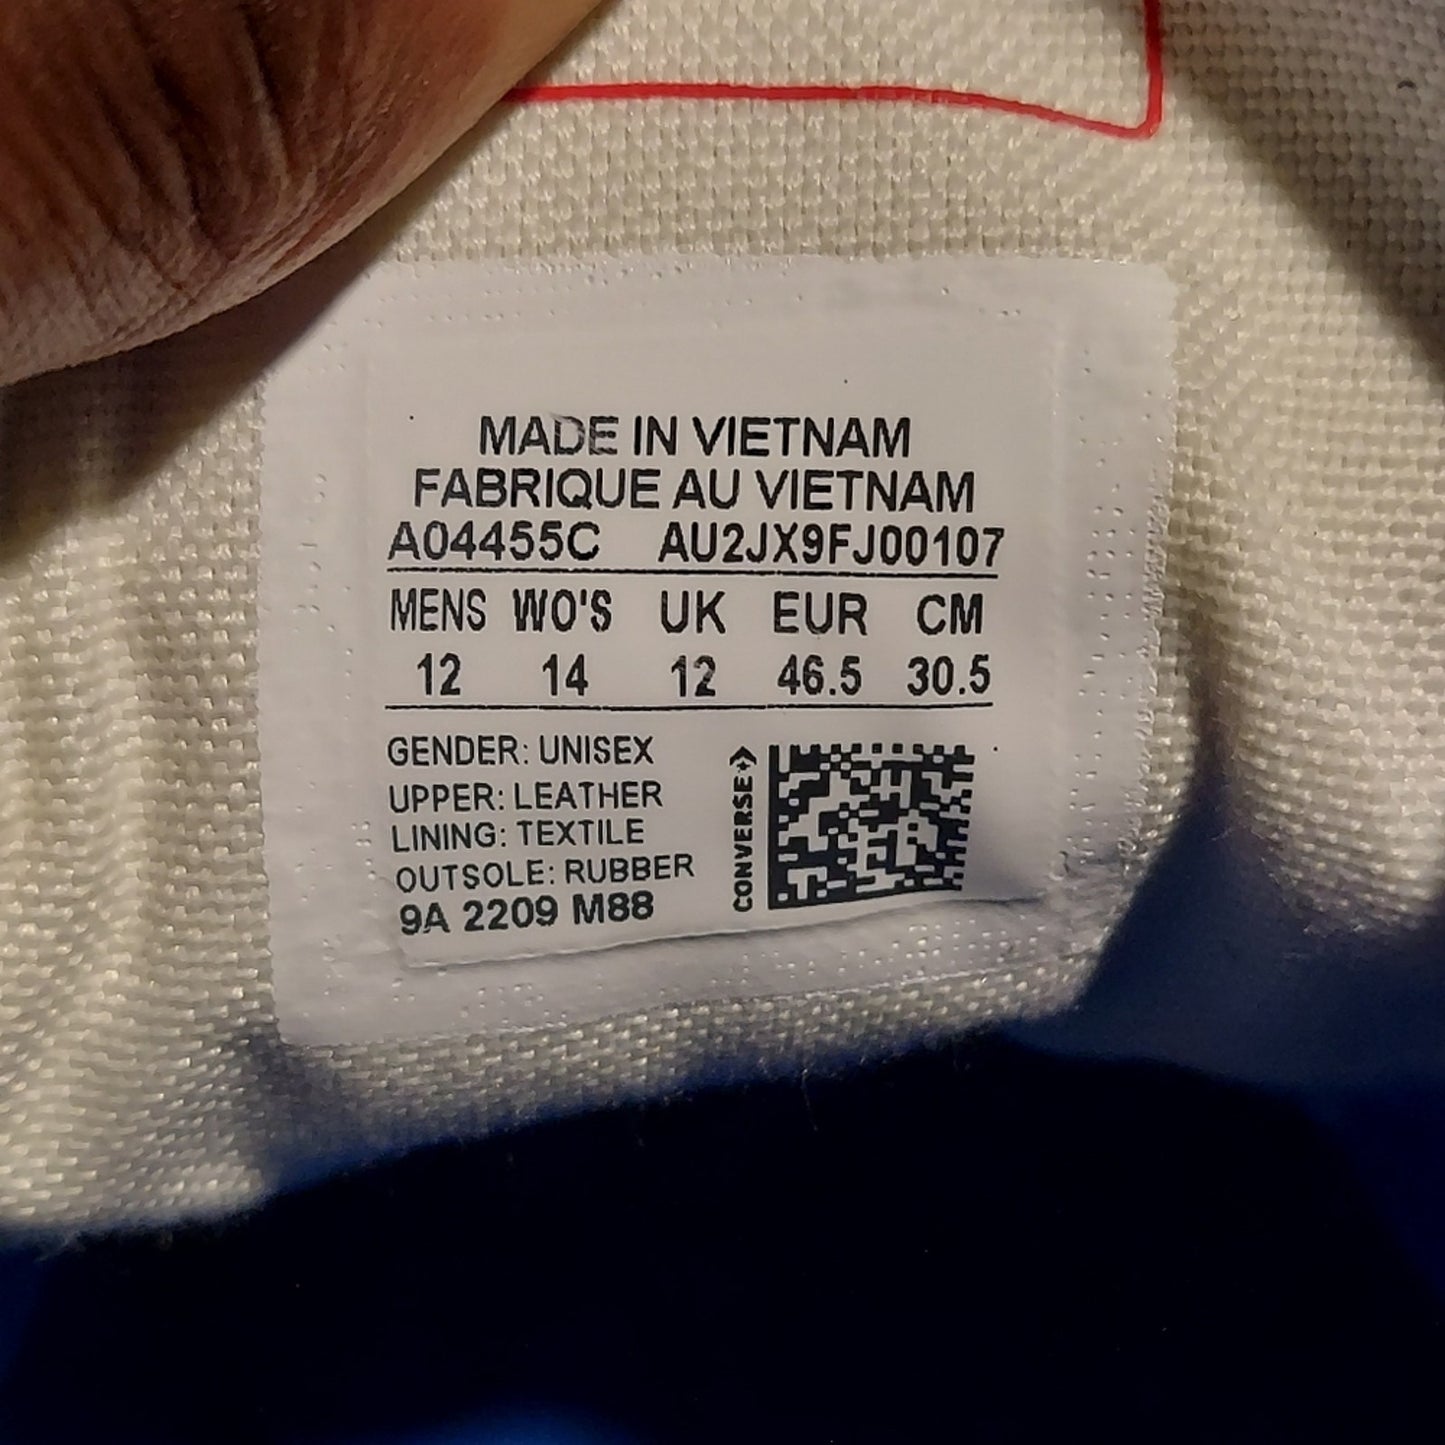 MADE IN VIETNAM
FABRIQUE AU VIETNAM
A04455C AU2JX9FJ00107
MENS WO'S UK EUR CM
12 14 12 46.5 30.5
GENDER: UNISEX
UPPER: LEATHER
LINING: TEXTILE
OUTSOLE: RUBBER
9A 2209 M88
CONVERSE